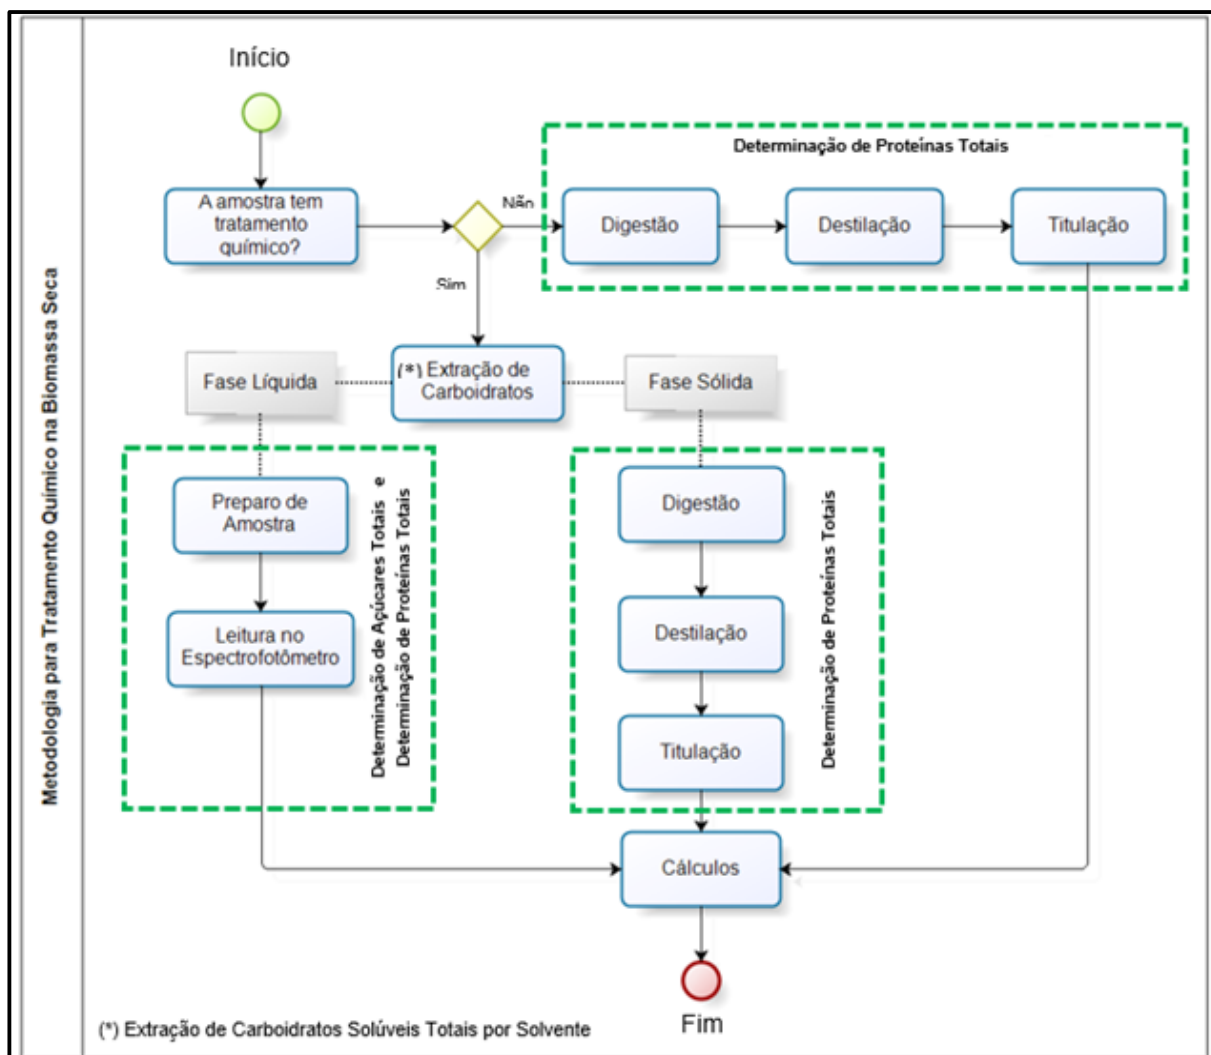 Metodologia para Tratamento Químico na Biomassa Seca
Início
A amostra tem
tratamento
químico?
Não
Sim
Determinação de Proteínas Totais
Digestão
Destilação
Titulação
(*) Extração de
Carboidratos
Fase Líquida
Fase Sólida
Preparo de
Amostra
Leitura no
Espectrofotômetro
Determinação de Açúcares Totais e
Determinação de Proteínas Totais
Digestão
Destilação
Titulação
Determinação de Proteínas Totais
Cálculos
Fim
(*) Extração de Carboidratos Solúveis Totais por Solvente